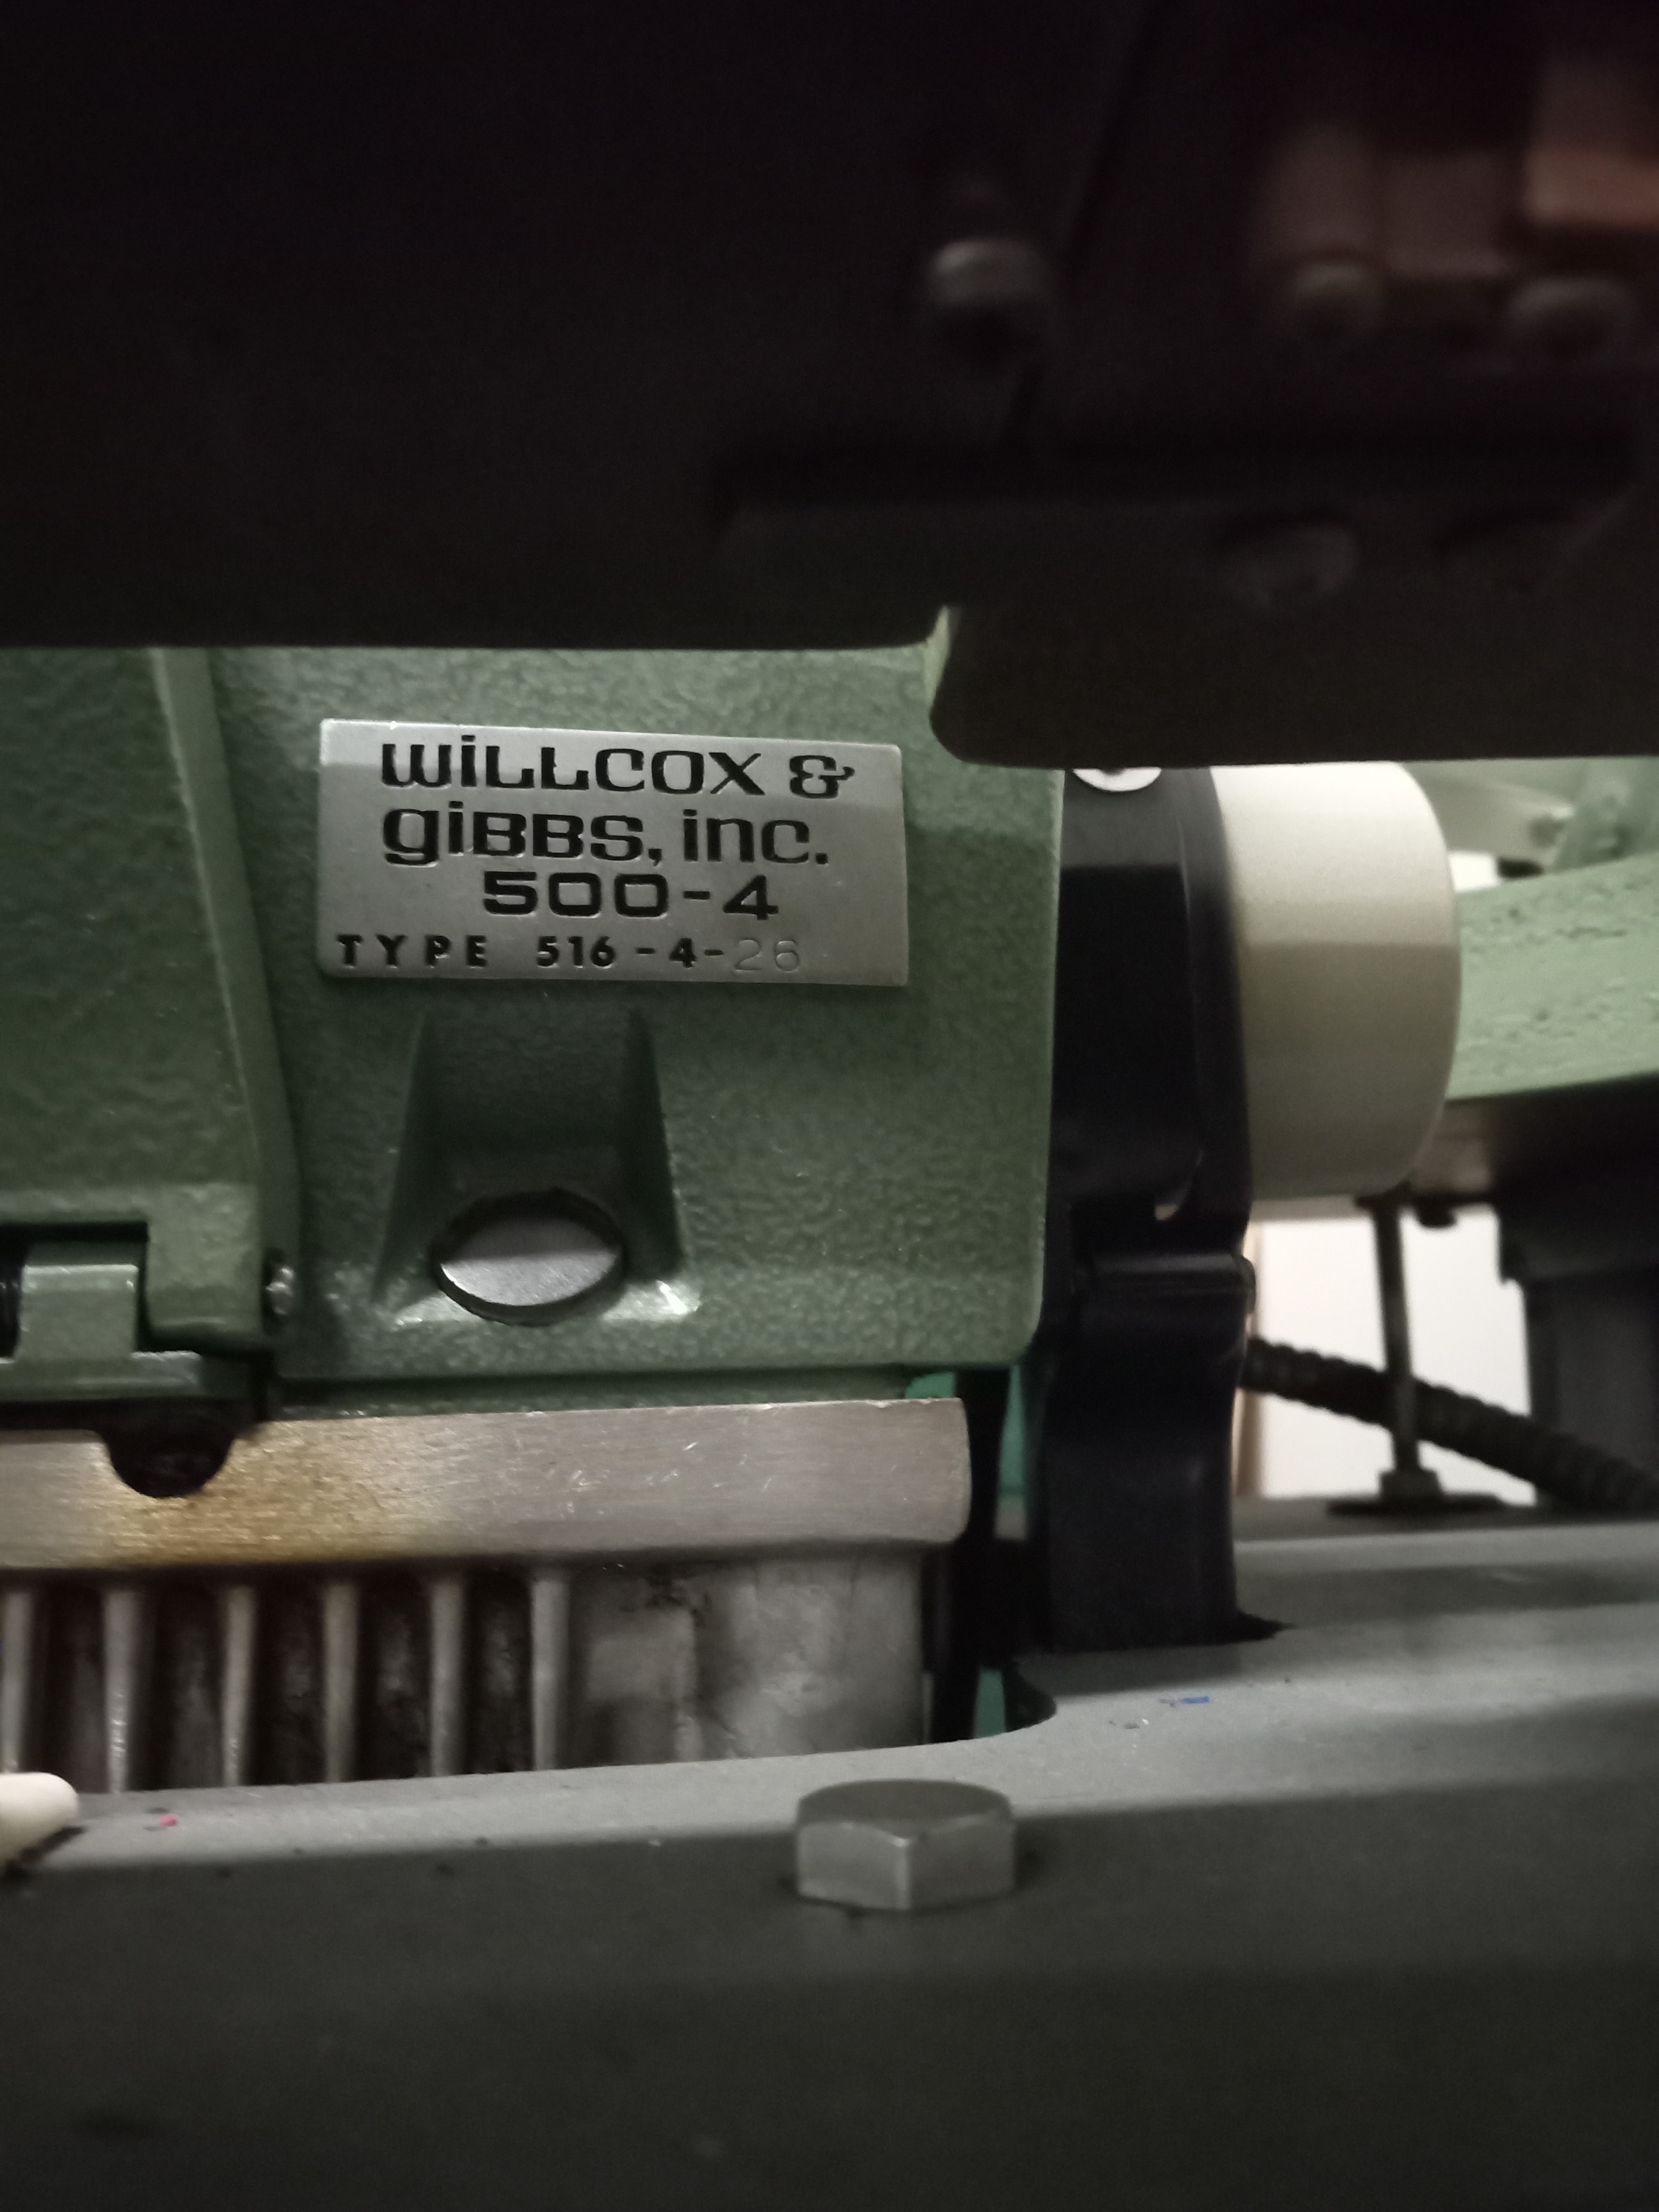 WiLLCOX &
giBBS, inc.
500-4
TYPE 516-4-26